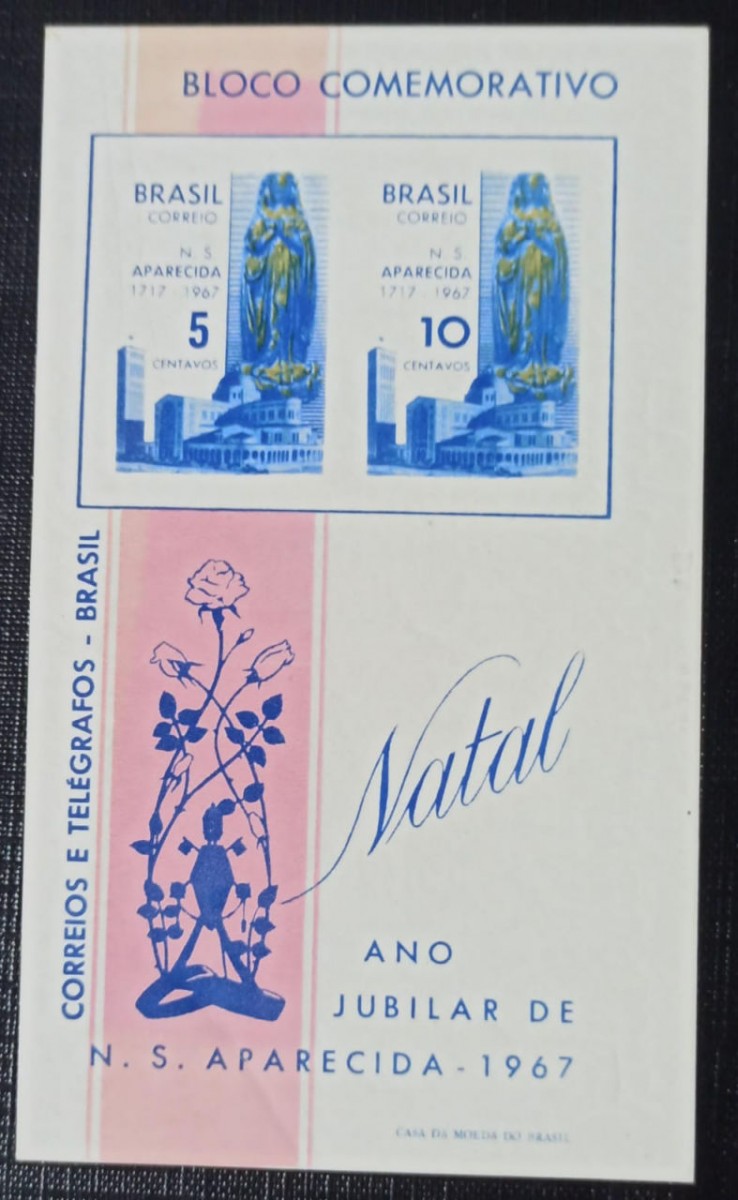 BLOCO COMEMORATIVO
BRASIL
CORREIO
N. S.
APARECIDA
1717 - 1967
5
CENTAVOS
BRASIL
CORREIO
N. S.
APARECIDA
1717 - 1967
10
CENTAVOS
CORREIOS E TELÉGRAFOS - BRASIL
Natal
ANO
JUBILAR DE
N. S. APARECIDA - 1967
CASA DA MOEDA DO BRASIL